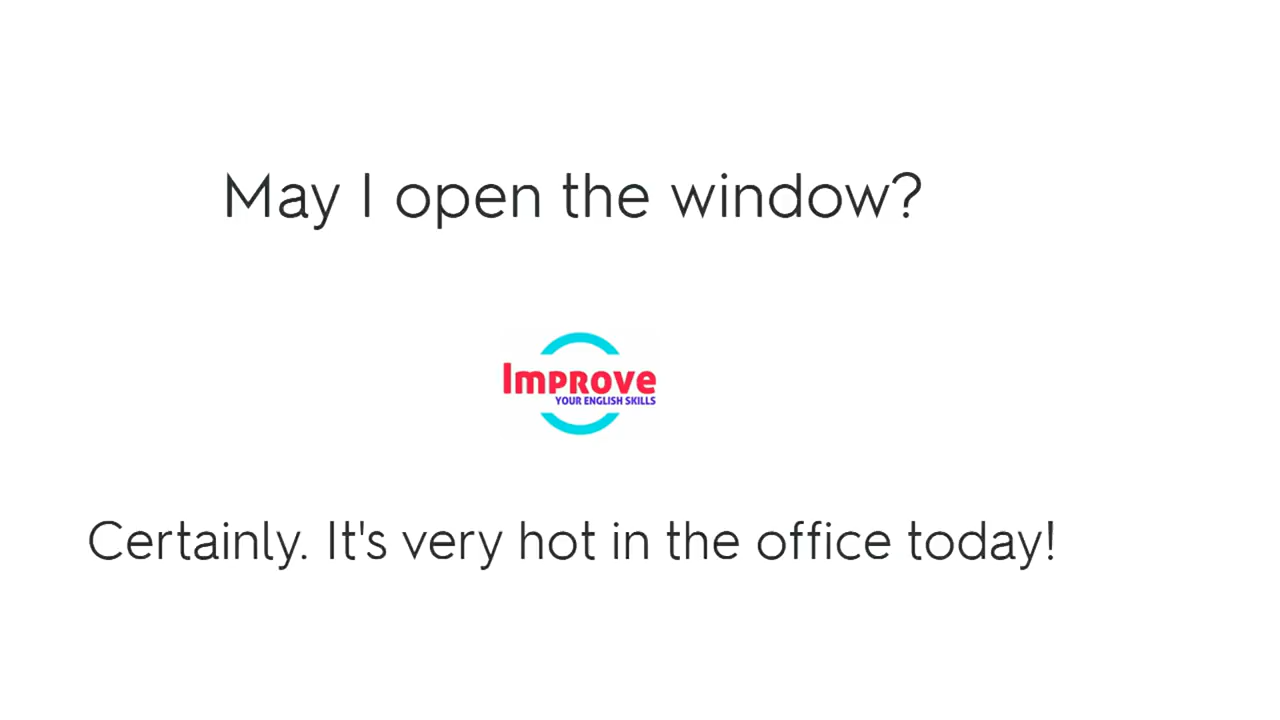 May I open the window?
Improve
YOUR ENGLISH SKILLS
Certainly. It's very hot in the office today!